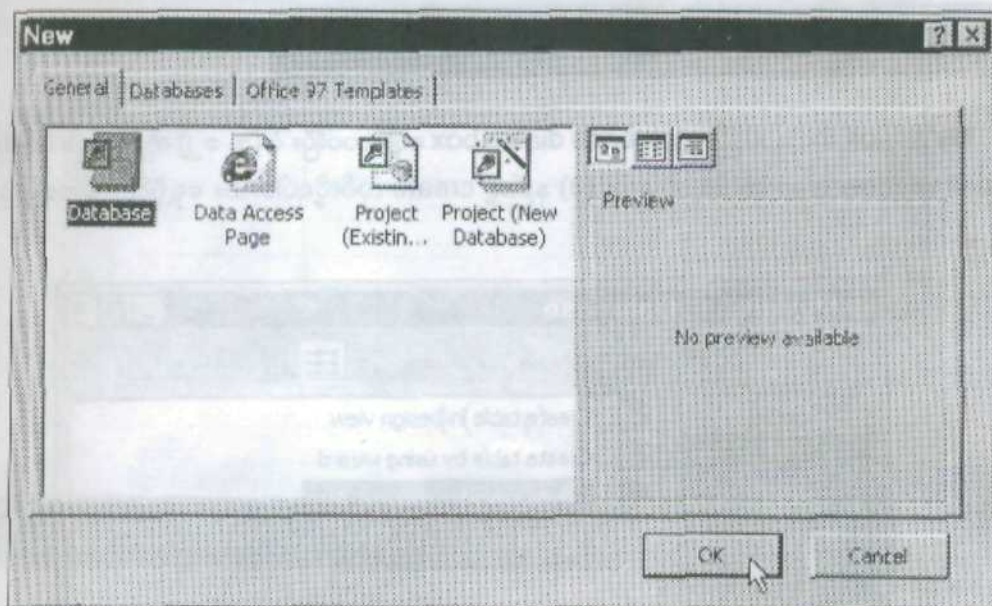 New
General Databases Office 97 Templates
Database
Data Access Page
Project (Existin...
Project (New Database)
Preview
No preview available
OK
Cancel